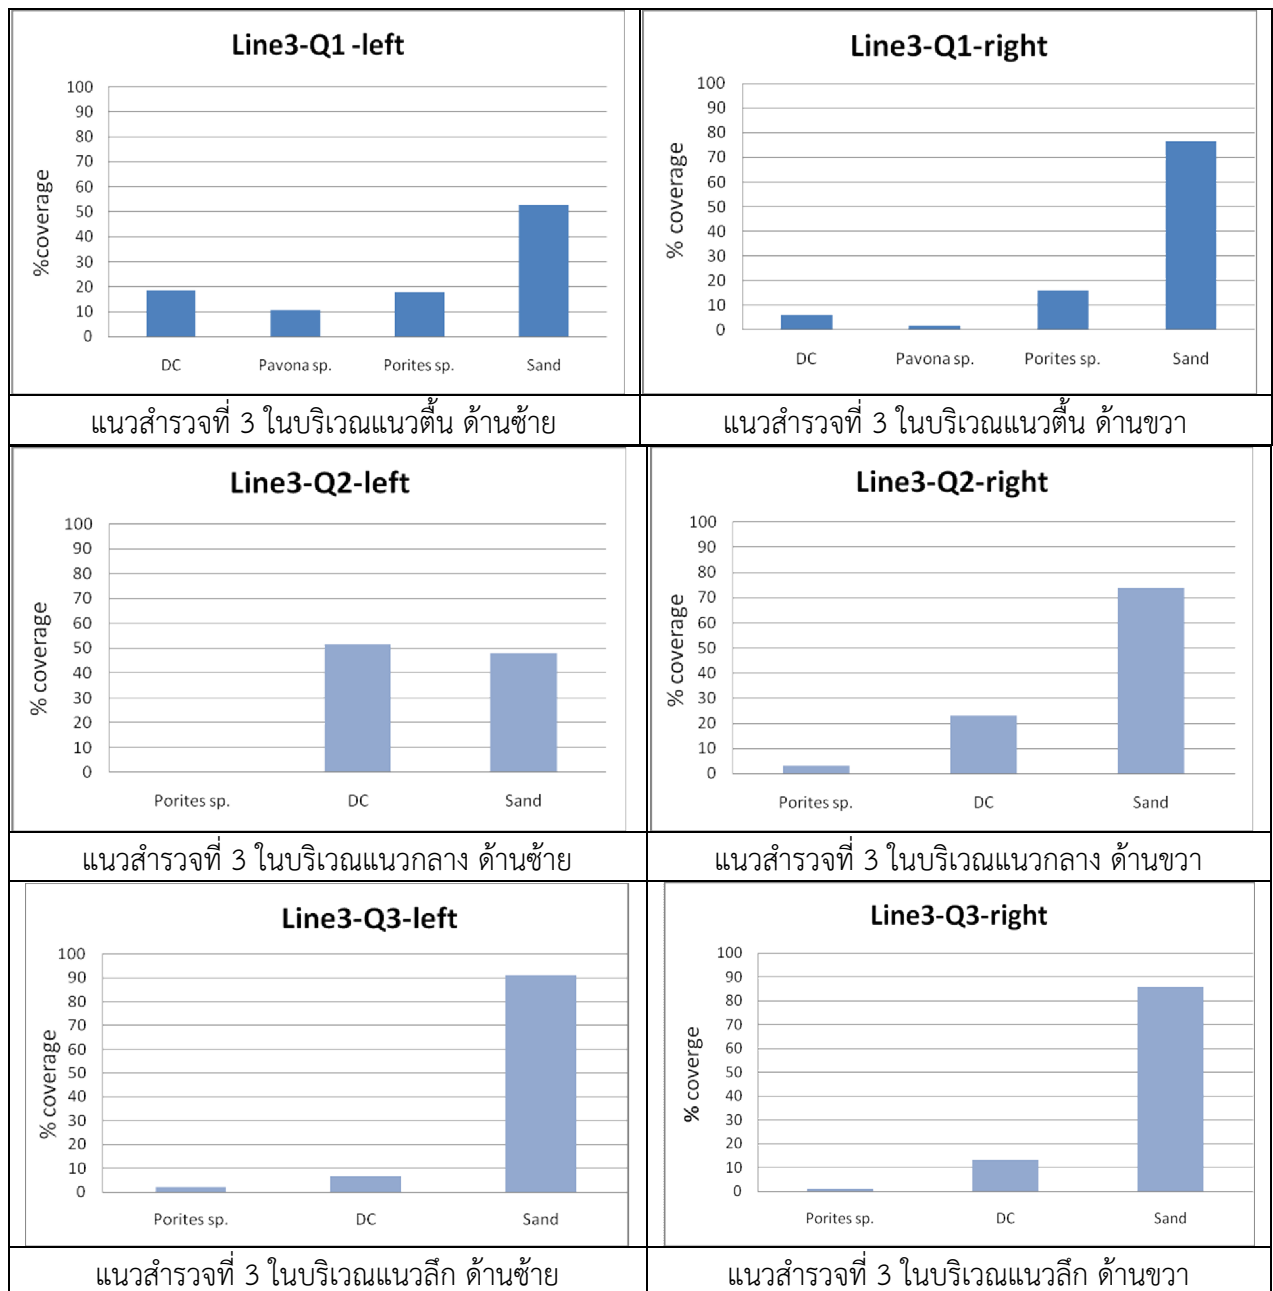 Line3-Q1 -left
%coverage
100
90
80
70
60
50
40
30
20
10
0
DC Pavona sp. Porites sp. Sand
แนวสำรวจที่ 3 ในบริเวณแนวตื้น ด้านซ้าย
Line3-Q1-right
% coverage
100
90
80
70
60
50
40
30
20
10
0
DC Pavona sp. Porites sp. Sand
แนวสำรวจที่ 3 ในบริเวณแนวตื้น ด้านขวา
Line3-Q2-left
% coverage
100
90
80
70
60
50
40
30
20
10
0
Porites sp. DC Sand
แนวสำรวจที่ 3 ในบริเวณแนวกลาง ด้านซ้าย
Line3-Q2-right
% coverage
100
90
80
70
60
50
40
30
20
10
0
Porites sp. DC Sand
แนวสำรวจที่ 3 ในบริเวณแนวกลาง ด้านขวา
Line3-Q3-left
% coverage
100
90
80
70
60
50
40
30
20
10
0
Porites sp. DC Sand
แนวสำรวจที่ 3 ในบริเวณแนวลึก ด้านซ้าย
Line3-Q3-right
% coverge
100
90
80
70
60
50
40
30
20
10
0
Porites sp. DC Sand
แนวสำรวจที่ 3 ในบริเวณแนวลึก ด้านขวา